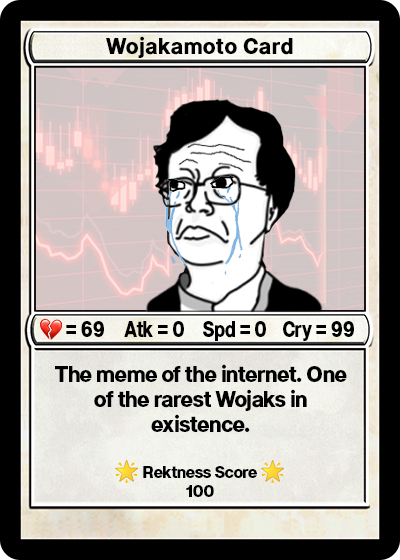 Wojakamoto Card
💔 = 69 Atk = 0 Spd = 0 Cry = 99
The meme of the internet. One
of the rarest Wojaks in
existence.
🌟 Rektness Score 🌟
100